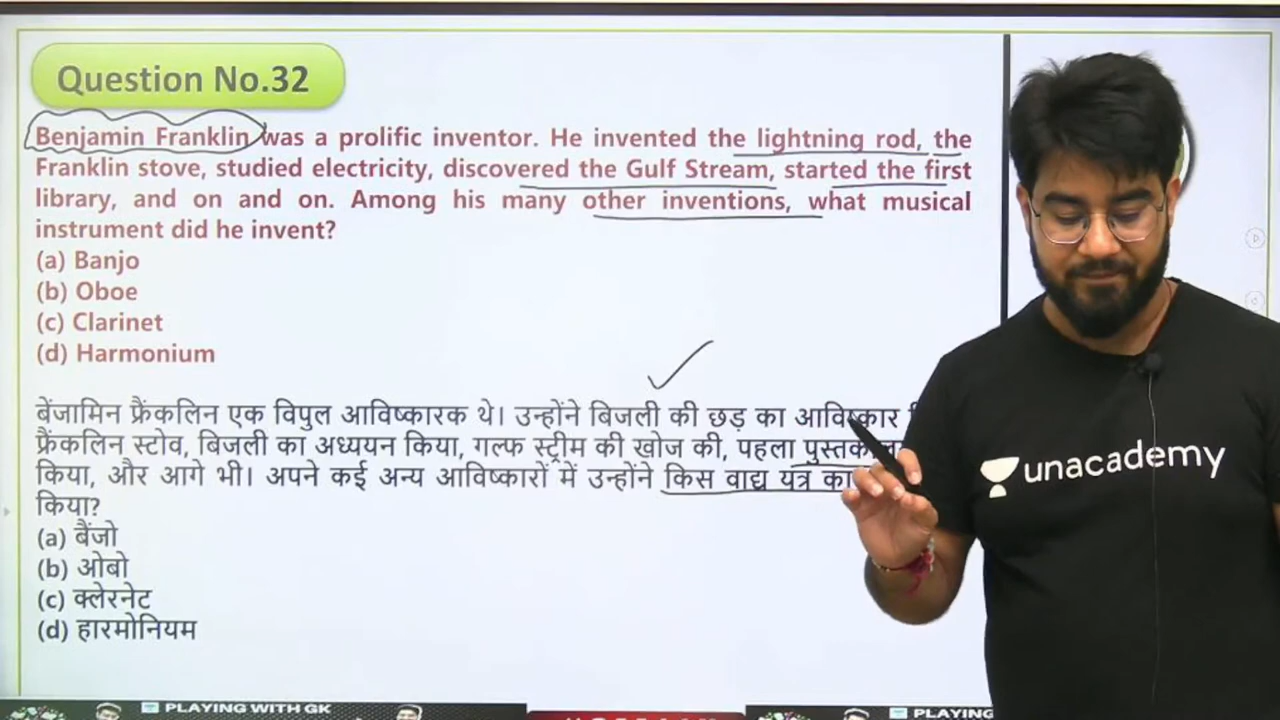 Question No.32
Benjamin Franklin was a prolific inventor. He invented the lightning rod, the
Franklin stove, studied electricity, discovered the Gulf Stream, started the first
library, and on and on. Among his many other inventions, what musical
instrument did he invent?
(a) Banjo
(b) Oboe
(c) Clarinet
(d) Harmonium
बेंजामिन फ्रैंकलिन एक विपुल आविष्कारक थे। उन्होंने बिजली की छड़ का आविष्कार
फ्रैंकलिन स्टोव, बिजली का अध्ययन किया, गल्फ स्ट्रीम की खोज की, पहला
किया, और आगे भी। अपने कई अन्य आविष्कारों में उन्होंने किस वाद्य यंत्र का
किया?
(a) बैंजो
(b) ओबो
(c) क्लेरनेट
(d) हारमोनियम
unacademy
PLAYING WITH GK
PLAYING